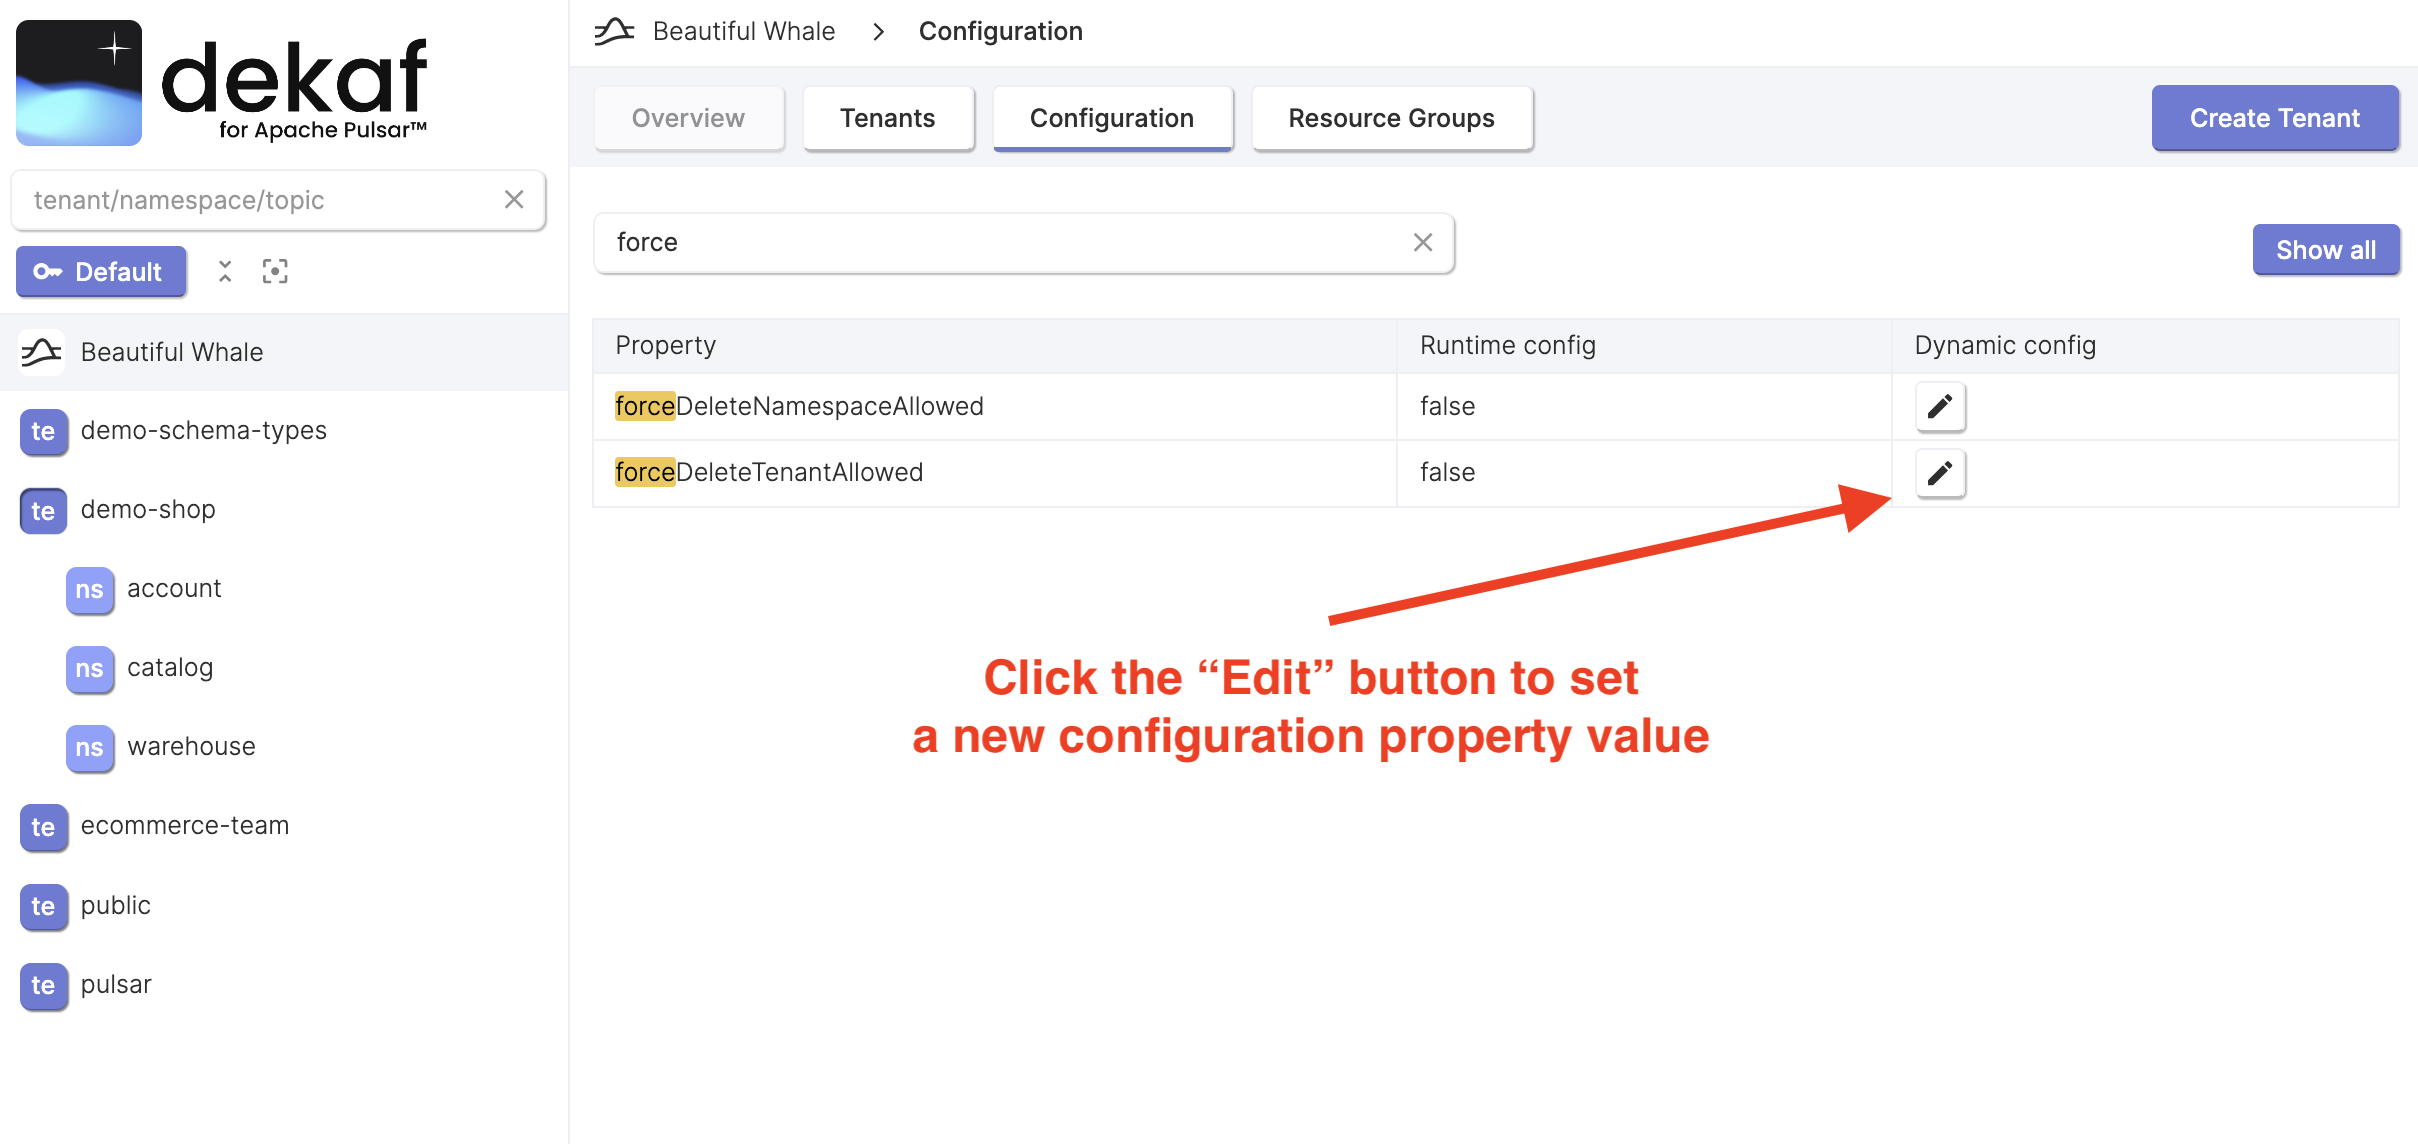 dekaf
for Apache Pulsar™
tenant/namespace/topic
Default
Beautiful Whale
te demo-schema-types
te demo-shop
ns account
ns catalog
ns warehouse
te ecommerce-team
te public
te pulsar
Beautiful Whale > Configuration
Overview Tenants Configuration Resource Groups Create Tenant
force
Show all
Property Runtime config Dynamic config
forceDeleteNamespaceAllowed false
forceDeleteTenantAllowed false
Click the “Edit” button to set
a new configuration property value